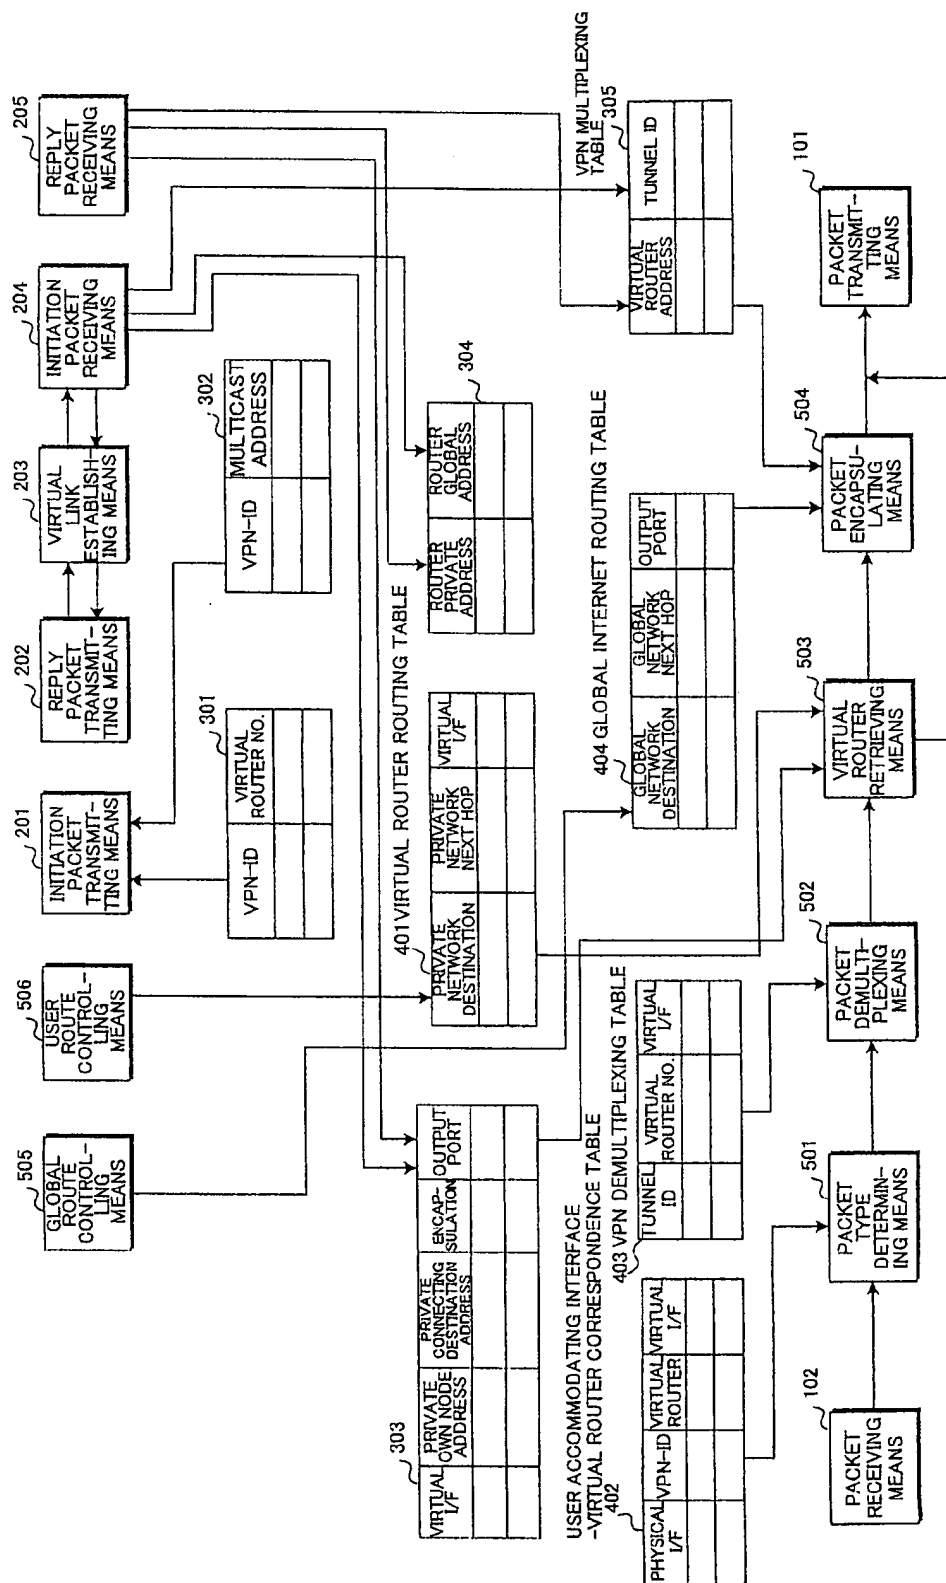 505
GLOBAL
ROUTE
CONTROL-
LING
MEANS
506
USER
ROUTE
CONTROL-
LING
MEANS
201
INITIATION
PACKET
TRANSMIT-
TING MEANS
202
REPLY
PACKET
TRANSMIT-
TING MEANS
203
VIRTUAL
LINK
ESTABLISH-
ING MEANS
204
INITIATION
PACKET
RECEIVING
MEANS
205
REPLY
PACKET
RECEIVING
MEANS
301
VPN-ID
VIRTUAL
ROUTER NO.
302
VPN-ID
MULTICAST
ADDRESS
303
VIRTUAL
I/F
PRIVATE
OWN NODE
ADDRESS
PRIVATE
CONNECTING
DESTINATION
ADDRESS
ENCAP-
SULATION
OUTPUT
PORT
401 VIRTUAL ROUTER ROUTING TABLE
PRIVATE
NETWORK
DESTINATION
PRIVATE
NETWORK
NEXT HOP
VIRTUAL
I/F
304
ROUTER
PRIVATE
ADDRESS
ROUTER
GLOBAL
ADDRESS
USER ACCOMMODATING INTERFACE
-VIRTUAL ROUTER CORRESPONDENCE TABLE
402
PHYSICAL
I/F
VPN-ID
VIRTUAL
ROUTER
VIRTUAL
I/F
403 VPN DEMULTIPLEXING TABLE
TUNNEL
ID
VIRTUAL
ROUTER NO.
VIRTUAL
I/F
404 GLOBAL INTERNET ROUTING TABLE
GLOBAL
NETWORK
DESTINATION
GLOBAL
NETWORK
NEXT HOP
OUTPUT
PORT
VPN MULTIPLEXING
TABLE
305
VIRTUAL
ROUTER
ADDRESS
TUNNEL ID
102
PACKET
RECEIVING
MEANS
501
PACKET
TYPE
DETERMIN-
ING MEANS
502
PACKET
DEMULTI-
PLEXING
MEANS
503
VIRTUAL
ROUTER
RETRIEVING
MEANS
504
PACKET
ENCAPSU-
LATING
MEANS
101
PACKET
TRANSMIT-
TING
MEANS